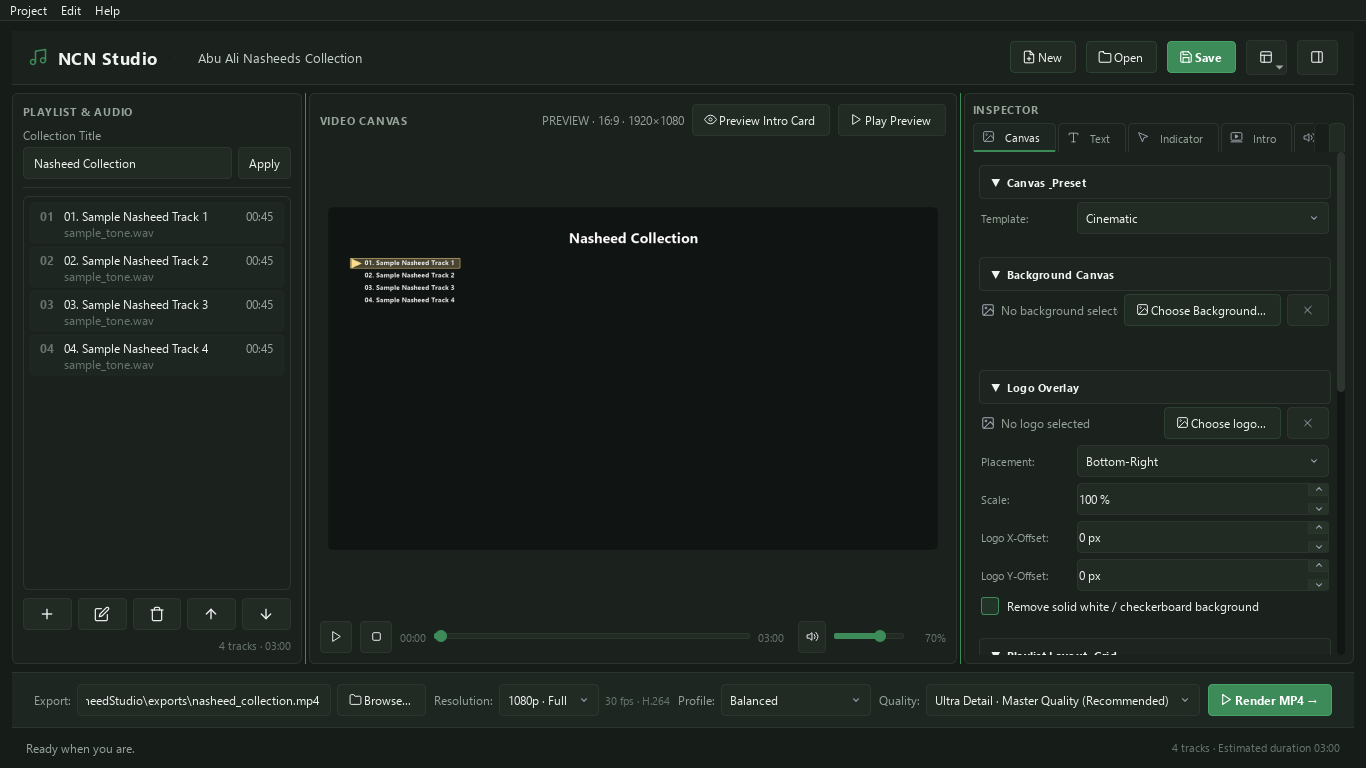 Project Edit Help
NCN Studio
Abu Ali Nasheeds Collection
New Open Save
PLAYLIST & AUDIO
Collection Title
Nasheed Collection Apply
01 01. Sample Nasheed Track 1 00:45
sample_tone.wav
02 02. Sample Nasheed Track 2 00:45
sample_tone.wav
03 03. Sample Nasheed Track 3 00:45
sample_tone.wav
04 04. Sample Nasheed Track 4 00:45
sample_tone.wav
4 tracks · 03:00
VIDEO CANVAS PREVIEW · 16:9 · 1920×1080 Preview Intro Card Play Preview
Nasheed Collection
01. Sample Nasheed Track 1
02. Sample Nasheed Track 2
03. Sample Nasheed Track 3
04. Sample Nasheed Track 4
00:00 03:00 70%
INSPECTOR
Canvas Text Indicator Intro
▼ Canvas _Preset
Template: Cinematic
▼ Background Canvas
No background select Choose Background...
▼ Logo Overlay
No logo selected Choose logo...
Placement: Bottom-Right
Scale: 100 %
Logo X-Offset: 0 px
Logo Y-Offset: 0 px
Remove solid white / checkerboard background
▼ Playlist Layout _Grid
Export: eedStudio\exports\nasheed_collection.mp4 Browse... Resolution: 1080p · Full 30 fps · H.264 Profile: Balanced Quality: Ultra Detail · Master Quality (Recommended) Render MP4 →
Ready when you are. 4 tracks · Estimated duration 03:00